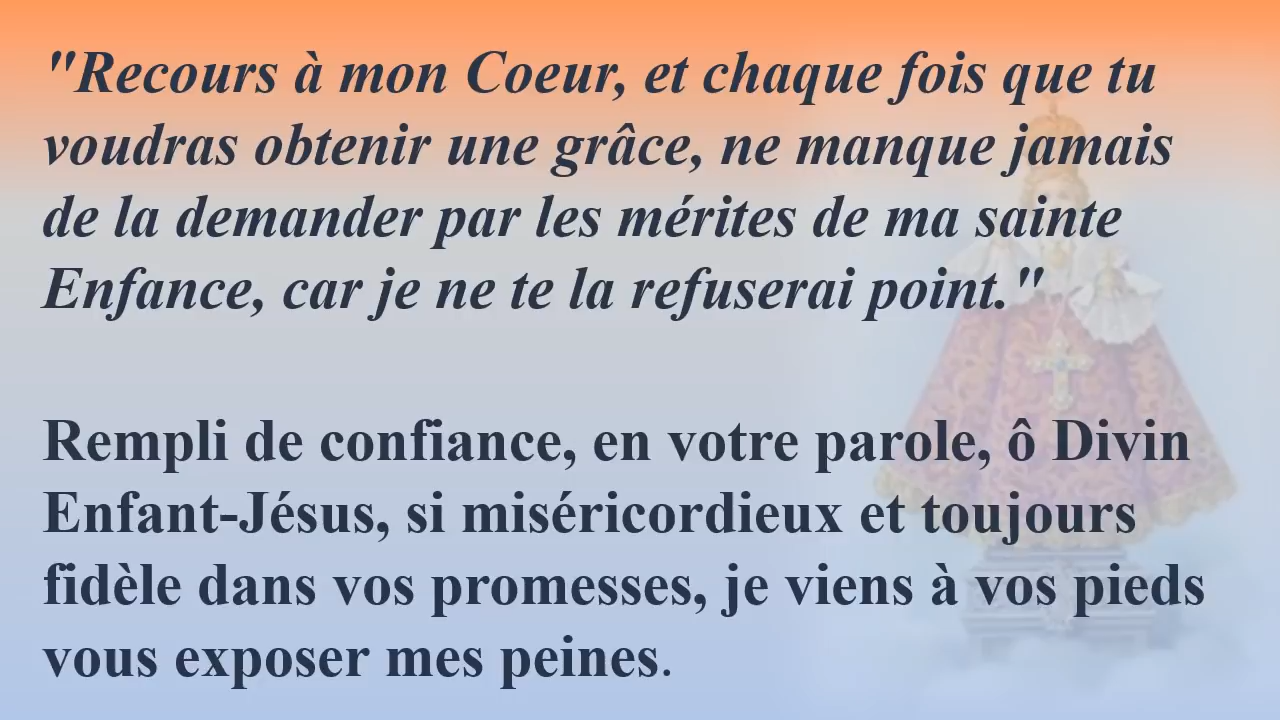 "Recours à mon Coeur, et chaque fois que tu
voudras obtenir une grâce, ne manque jamais
de la demander par les mérites de ma sainte
Enfance, car je ne te la refuserai point."
Rempli de confiance, en votre parole, ô Divin
Enfant-Jésus, si miséricordieux et toujours
fidèle dans vos promesses, je viens à vos pieds
vous exposer mes peines.